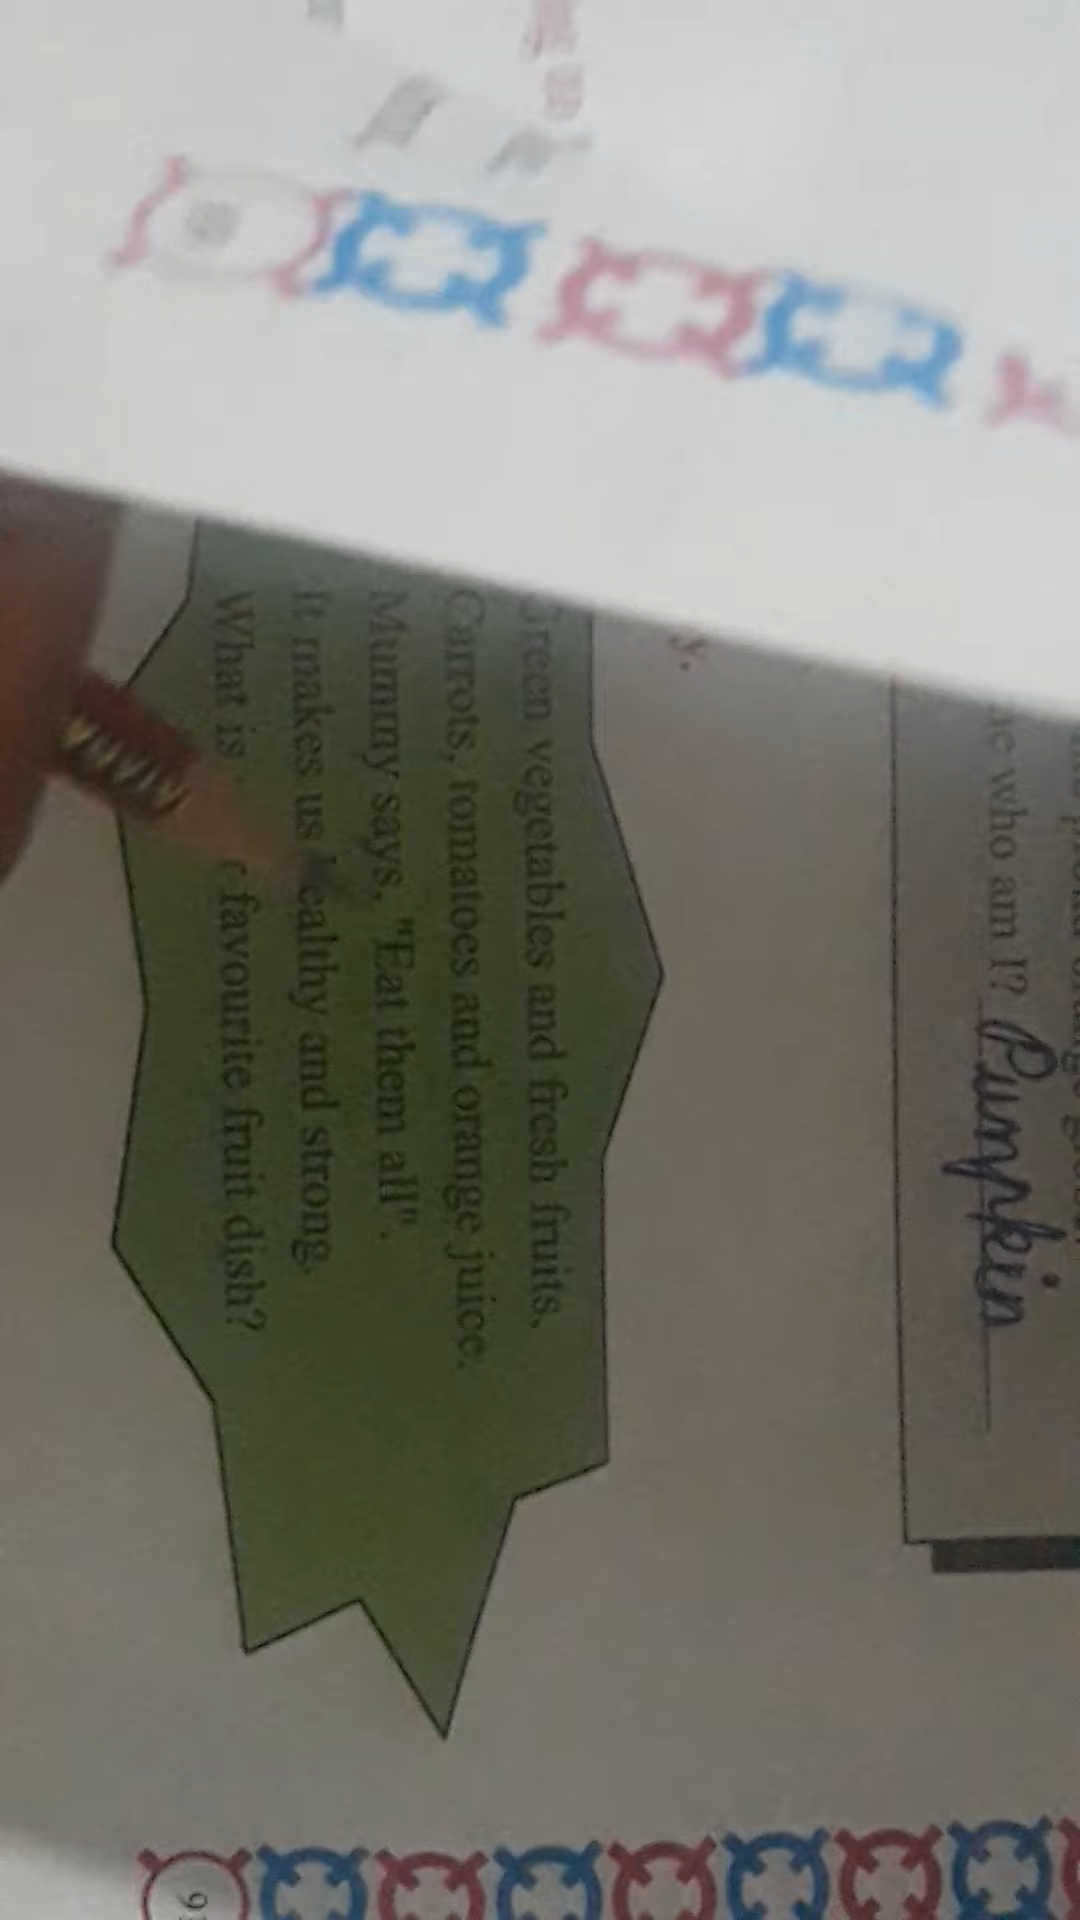 who am I? Pumpkin
Green vegetables and fresh fruits,
Carrots, tomatoes and orange juice.
Mummy says, "Eat them all".
It makes us healthy and strong.
What is favourite fruit dish?